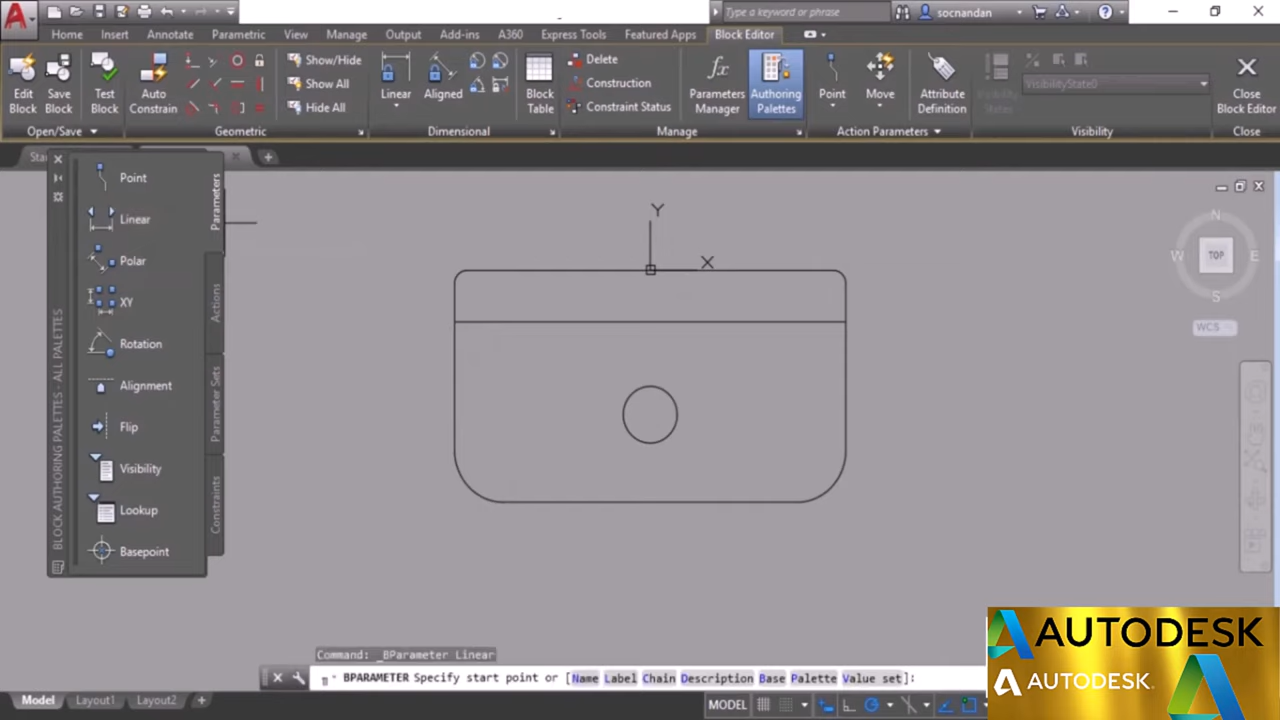 Type a keyword or phrase
socnandan
Home Insert Annotate Parametric View Manage Output Add-ins A360 Express Tools Featured Apps Block Editor
Edit Block
Save Block
Test Block
Auto Constrain
Show/Hide
Show All
Hide All
Linear
Aligned
Block Table
Delete
Construction
Constraint Status
Parameters Manager
Authoring Palettes
Point
Move
Attribute Definition
Visibility States
VisibilityState0
Close Block Editor
Open/Save
Geometric
Dimensional
Manage
Action Parameters
Visibility
Close
Sta
Point
Linear
Polar
XY
Rotation
Alignment
Flip
Visibility
Lookup
Basepoint
Parameters
Actions
Parameter Sets
Constraints
BLOCK AUTHORING PALETTES - ALL PALETTES
Y
X
N
W
TOP
E
S
WCS
Command: _BParameter Linear
BPARAMETER Specify start point or [Name Label Chain Description Base Palette Value set]:
Model Layout1 Layout2
MODEL
AUTODESK
AUTODESK.